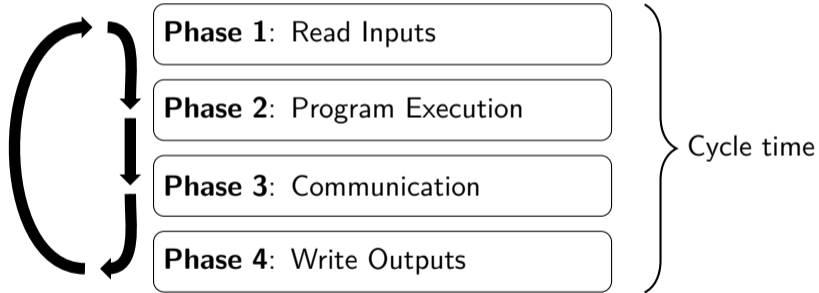 Phase 1: Read Inputs
Phase 2: Program Execution
Phase 3: Communication
Phase 4: Write Outputs
Cycle time